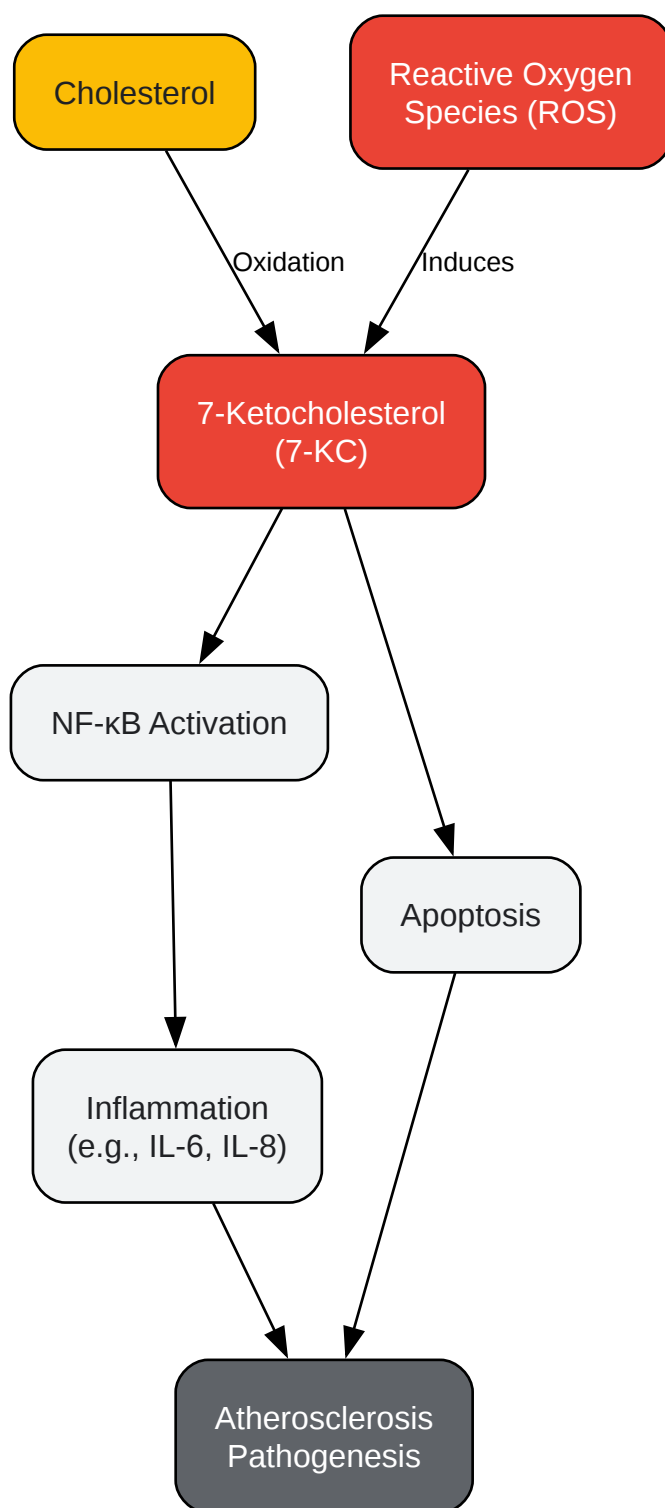 Cholesterol
Reactive Oxygen
Species (ROS)
Oxidation
Induces
7-Ketocholesterol
(7-KC)
NF-κB Activation
Apoptosis
Inflammation
(e.g., IL-6, IL-8)
Atherosclerosis
Pathogenesis